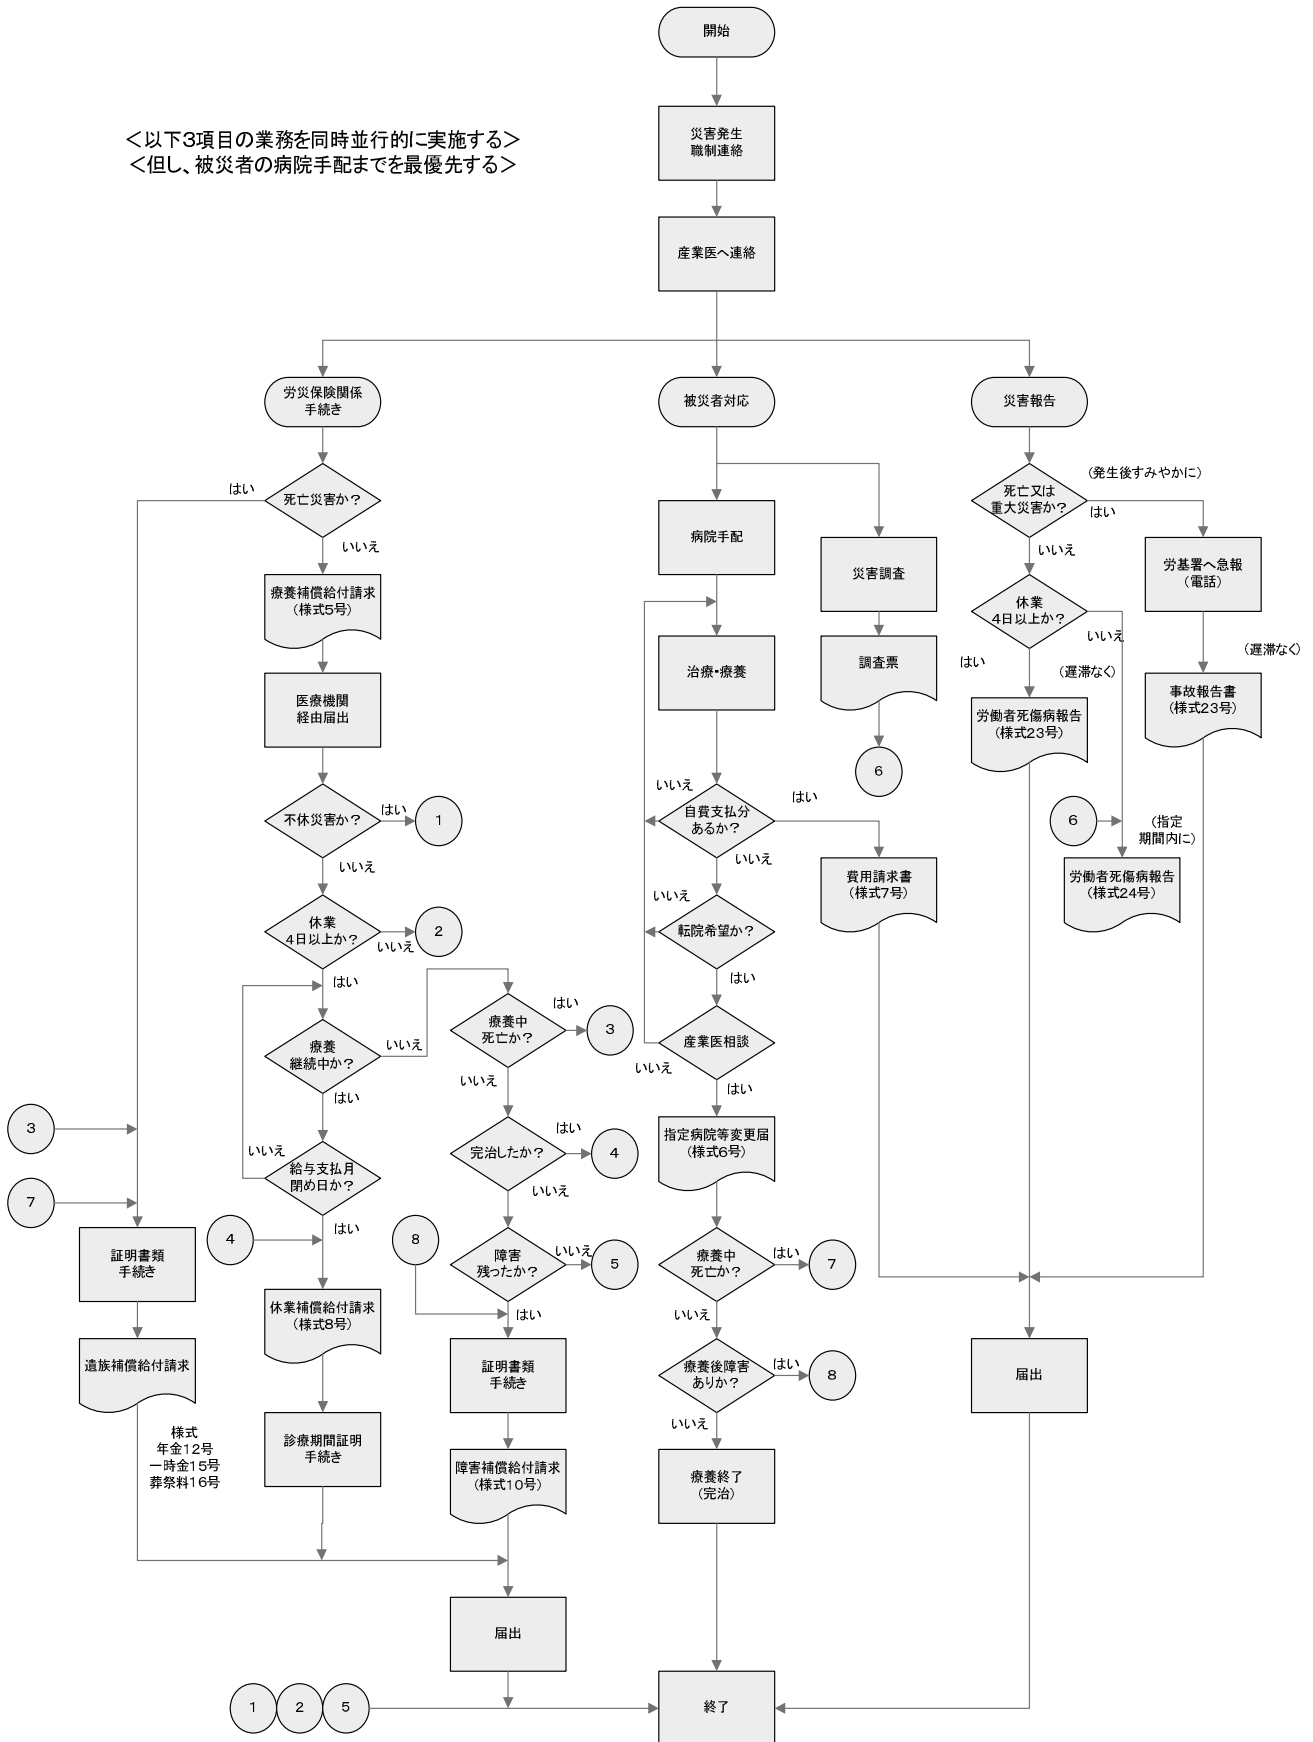 開始
＜以下３項目の業務を同時並行的に実施する＞
＜但し、被災者の病院手配までを最優先する＞
災害発生
職制連絡
産業医へ連絡
労災保険関係
手続き
死亡災害か？
はい
いいえ
療養補償給付請求
（様式５号）
医療機関
経由届出
不休災害か？
はい
１
いいえ
休業
４日以上か？
いいえ
２
はい
療養
継続中か？
いいえ
はい
給与支払月
閉め日か？
いいえ
はい
４
休業補償給付請求
（様式８号）
診療期間証明
手続き
３
７
証明書類
手続き
遺族補償給付請求
様式
年金１２号
一時金１５号
葬祭料１６号
療養中
死亡か？
はい
３
いいえ
完治したか？
はい
４
いいえ
障害
残ったか？
いいえ
５
はい
８
証明書類
手続き
障害補償給付請求
（様式１０号）
届出
１
２
５
被災者対応
病院手配
治療・療養
災害調査
調査票
６
自費支払分
あるか？
いいえ
はい
いいえ
費用請求書
（様式７号）
転院希望か？
いいえ
はい
産業医相談
いいえ
はい
指定病院等変更届
（様式６号）
療養中
死亡か？
はい
７
いいえ
療養後障害
ありか？
はい
８
いいえ
療養終了
（完治）
終了
災害報告
死亡又は
重大災害か？
（発生後すみやかに）
はい
いいえ
労基署へ急報
（電話）
（遅滞なく）
事故報告書
（様式２３号）
休業
４日以上か？
いいえ
はい
（遅滞なく）
労働者死傷病報告
（様式２３号）
６
（指定
期間内に）
労働者死傷病報告
（様式２４号）
届出